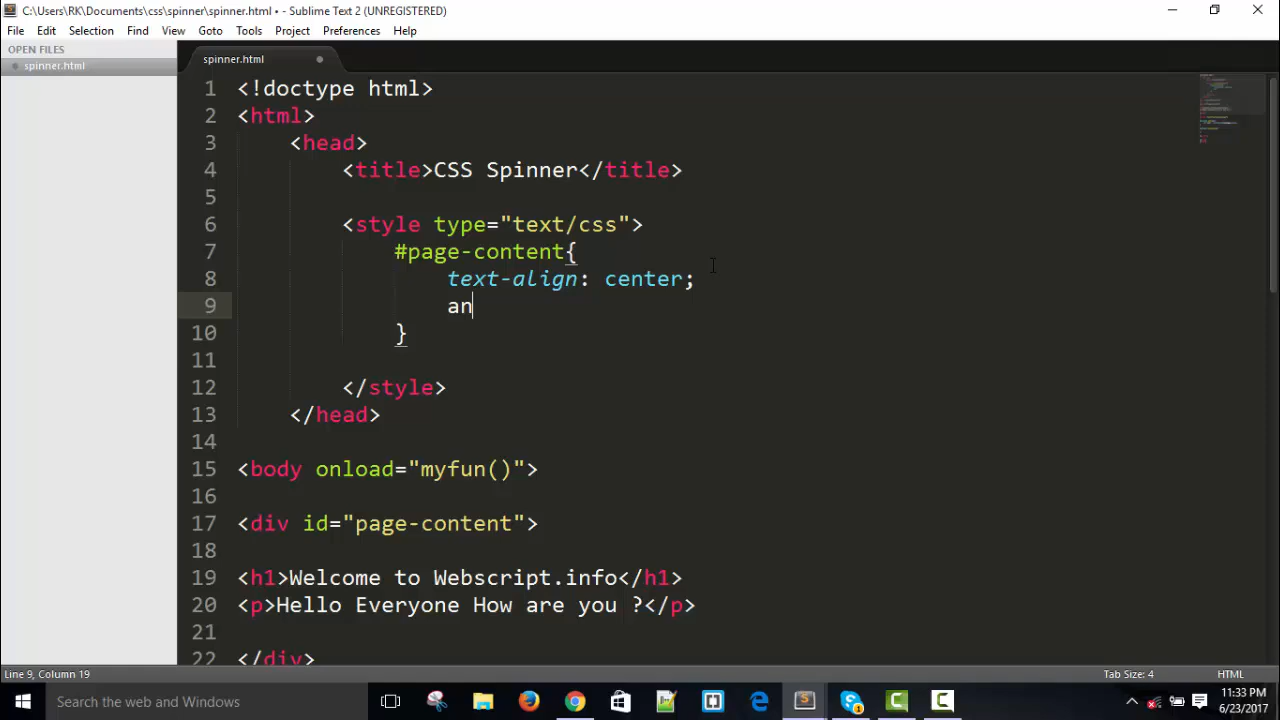 C:\Users\RK\Documents\css\spinner\spinner.html • - Sublime Text 2 (UNREGISTERED)
File Edit Selection Find View Goto Tools Project Preferences Help
OPEN FILES
spinner.html
spinner.html
1 <!doctype html>
2 <html>
3 <head>
4 <title>CSS Spinner</title>
5
6 <style type="text/css">
7 #page-content{
8 text-align: center;
9 an
10 }
11
12 </style>
13 </head>
14
15 <body onload="myfun()">
16
17 <div id="page-content">
18
19 <h1>Welcome to Webscript.info</h1>
20 <p>Hello Everyone How are you ?</p>
21
22 </div>
Line 9, Column 19
Tab Size: 4
HTML
Search the web and Windows
11:33 PM
6/23/2017